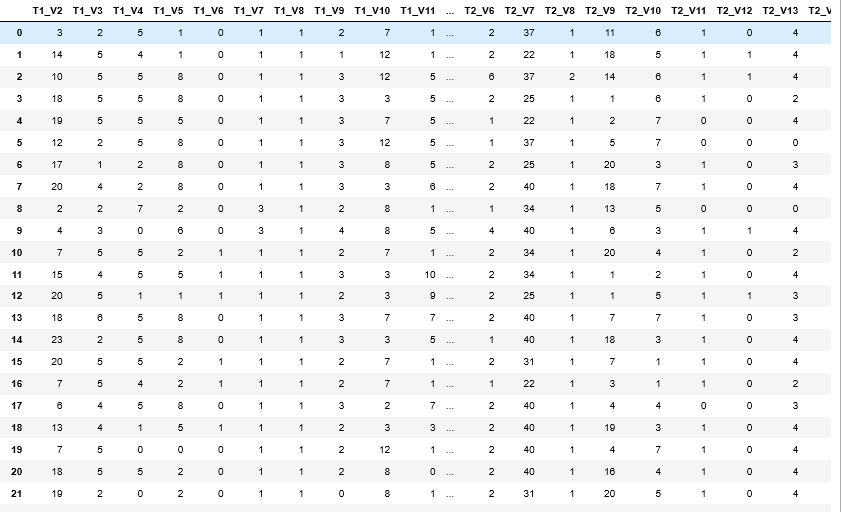 T1_V2 T1_V3 T1_V4 T1_V5 T1_V6 T1_V7 T1_V8 T1_V9 T1_V10 T1_V11 ... T2_V6 T2_V7 T2_V8 T2_V9 T2_V10 T2_V11 T2_V12 T2_V13 T2_V
0 3 2 5 1 0 1 1 2 7 1 ... 2 37 1 11 6 1 0 4
1 14 5 4 1 0 1 1 1 12 1 ... 2 22 1 18 5 1 1 4
2 10 5 5 8 0 1 1 3 12 5 ... 6 37 2 14 6 1 1 4
3 18 5 5 8 0 1 1 3 3 5 ... 2 25 1 1 6 1 0 2
4 19 5 5 5 0 1 1 3 7 5 ... 1 22 1 2 7 0 0 4
5 12 2 5 8 0 1 1 3 12 5 ... 1 37 1 5 7 0 0 0
6 17 1 2 8 0 1 1 3 8 5 ... 2 25 1 20 3 1 0 3
7 20 4 2 8 0 1 1 3 3 6 ... 2 40 1 18 7 1 0 4
8 2 2 7 2 0 3 1 2 8 1 ... 1 34 1 13 5 0 0 0
9 4 3 0 6 0 3 1 4 8 5 ... 4 40 1 6 3 1 1 4
10 7 5 5 2 1 1 1 2 7 1 ... 2 34 1 20 4 1 0 2
11 15 4 5 5 1 1 1 3 3 10 ... 2 34 1 1 2 1 0 4
12 20 5 1 1 1 1 1 2 3 9 ... 2 25 1 1 5 1 1 3
13 18 6 5 8 0 1 1 3 7 7 ... 2 40 1 7 7 1 0 3
14 23 2 5 8 0 1 1 3 3 5 ... 1 40 1 18 3 1 0 4
15 20 5 5 2 1 1 1 2 7 1 ... 2 31 1 7 1 1 0 4
16 7 5 4 2 1 1 1 2 7 1 ... 1 22 1 3 1 1 0 2
17 6 4 5 8 0 1 1 3 2 7 ... 2 40 1 4 4 0 0 3
18 13 4 1 5 1 1 1 2 3 3 ... 2 40 1 19 3 1 0 4
19 7 5 0 0 0 1 1 2 12 1 ... 2 40 1 4 7 1 0 4
20 18 5 5 2 0 1 1 2 8 0 ... 2 40 1 16 4 1 0 4
21 19 2 0 2 0 1 1 0 8 1 ... 2 31 1 20 5 1 0 4